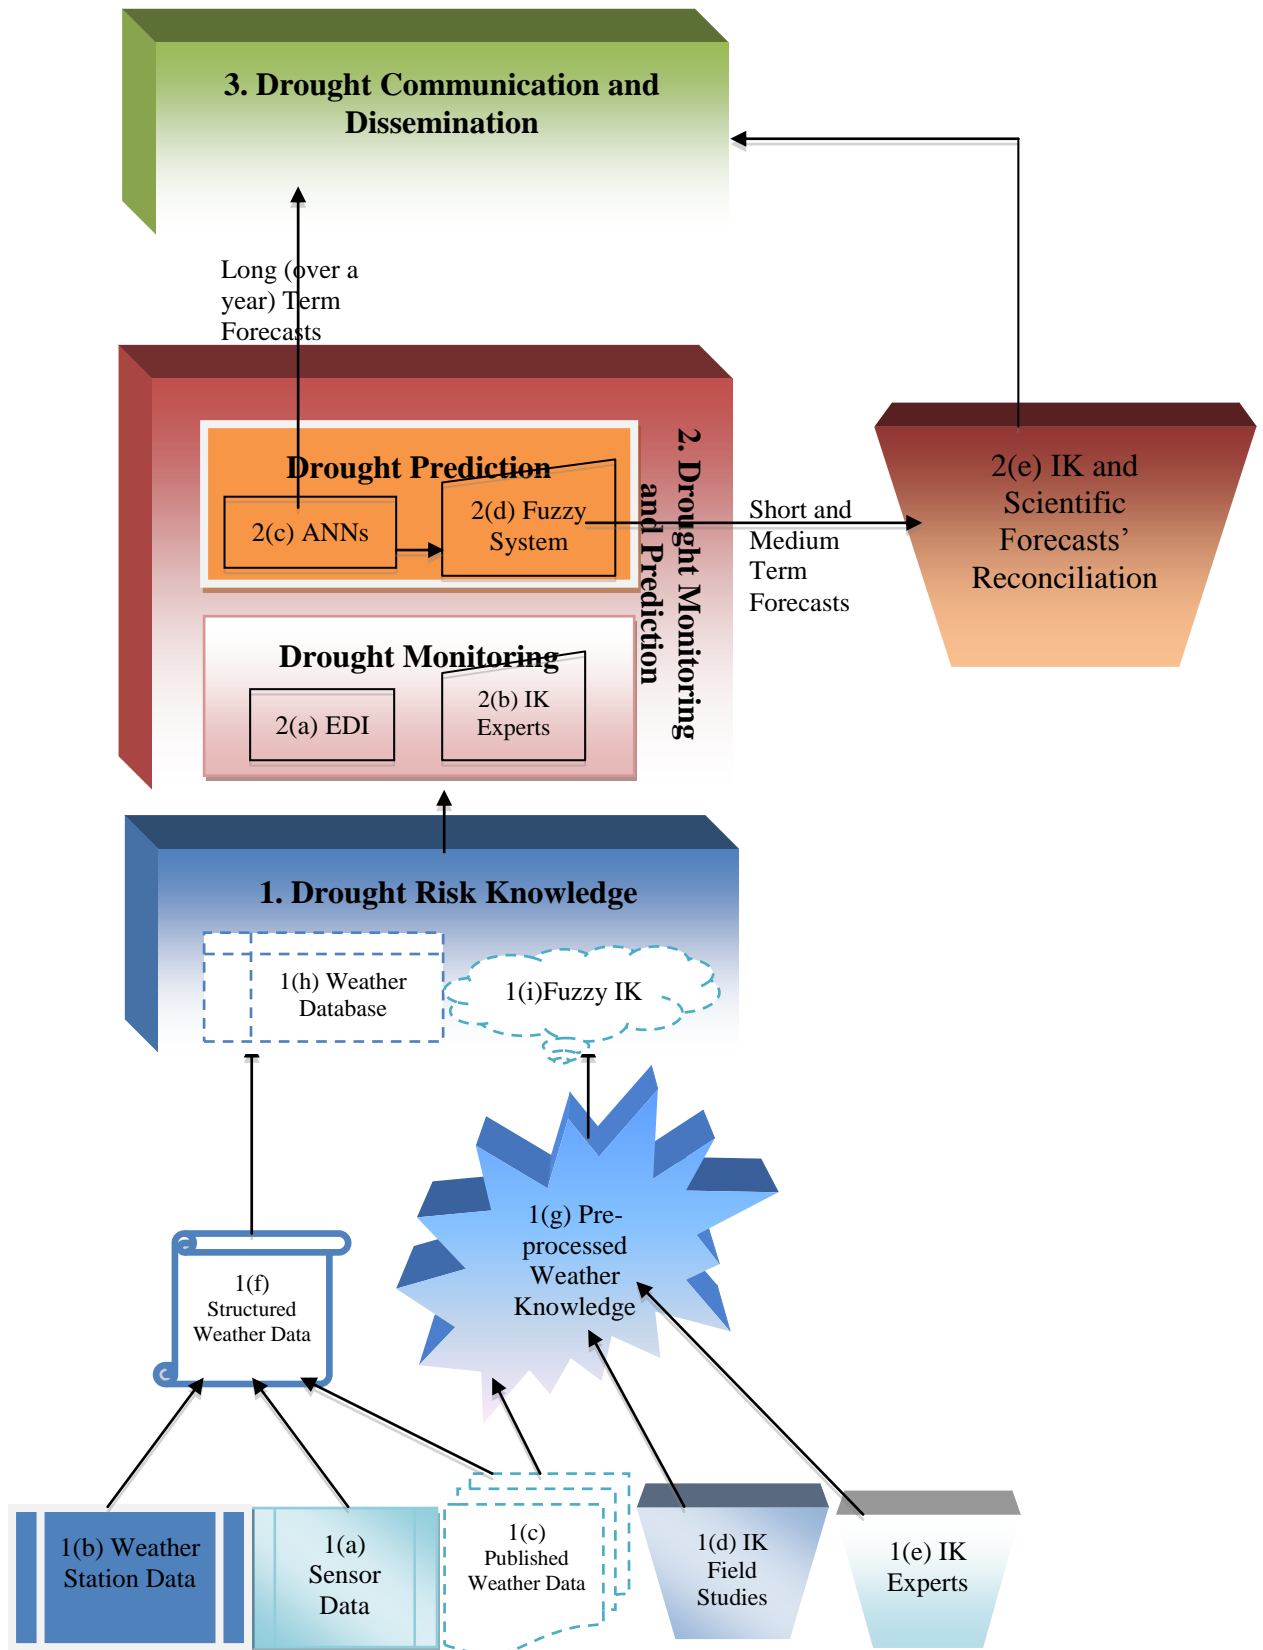 3. Drought Communication and
Dissemination
Long (over a
year) Term
Forecasts
Drought Prediction
2(c) ANNs
2(d) Fuzzy
System
2. Drought Monitoring
and Prediction
Short and
Medium
Term
Forecasts
2(e) IK and
Scientific
Forecasts’
Reconciliation
Drought Monitoring
2(a) EDI
2(b) IK
Experts
1. Drought Risk Knowledge
1(h) Weather
Database
1(i)Fuzzy IK
1(g) Pre-
processed
Weather
Knowledge
1(f)
Structured
Weather Data
1(b) Weather
Station Data
1(a)
Sensor
Data
1(c)
Published
Weather Data
1(d) IK
Field
Studies
1(e) IK
Experts